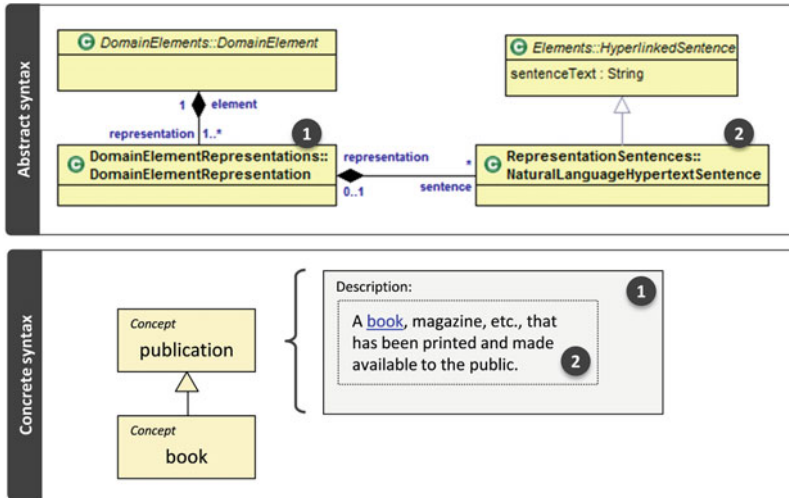 Abstract syntax
C DomainElements::DomainElement
1 element
representation 1..*
1
C DomainElementRepresentations::
DomainElementRepresentation
representation
0..1
*
sentence
C Elements::HyperlinkedSentence
sentenceText : String
2
C RepresentationSentences::
NaturalLanguageHypertextSentence
Concrete syntax
Concept
publication
Concept
book
Description:
1
A book, magazine, etc., that
has been printed and made
available to the public.
2